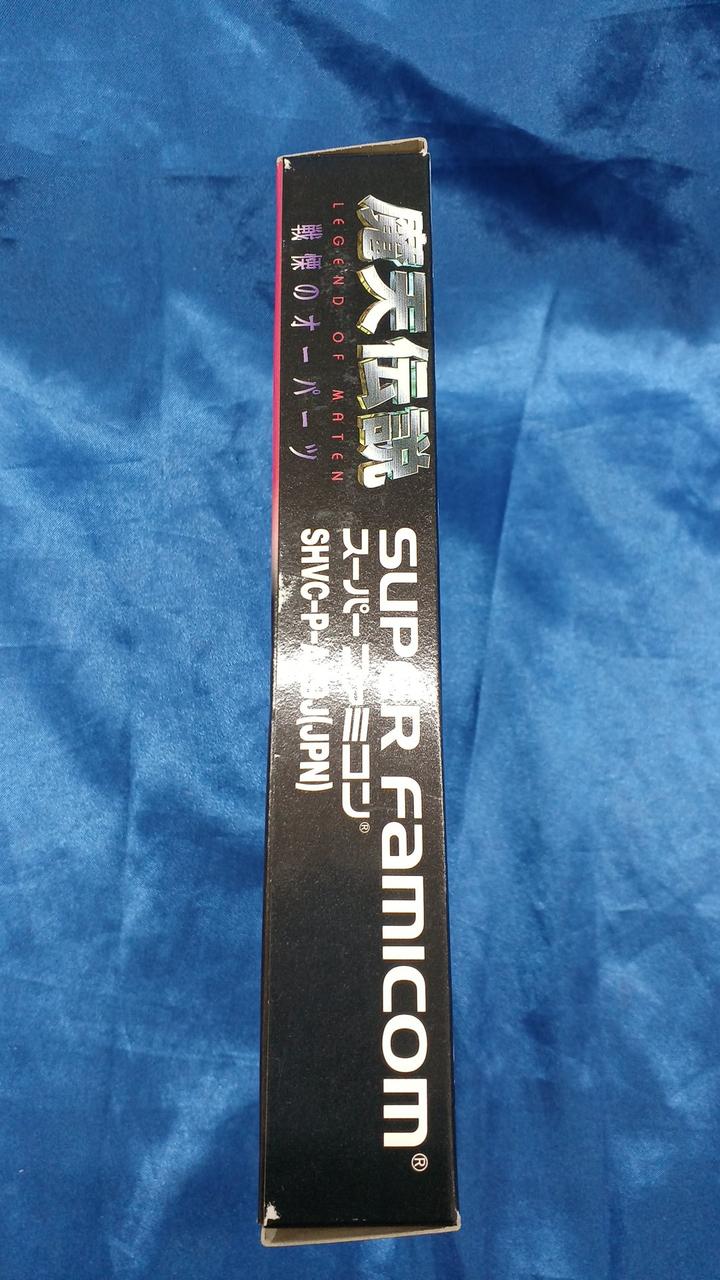 魔天伝説
LEGEND OF MATEN
戦慄のオーパーツ
SUPER FAMICOM®
スーパーファミコン®
SHVC-P-A J(JPN)